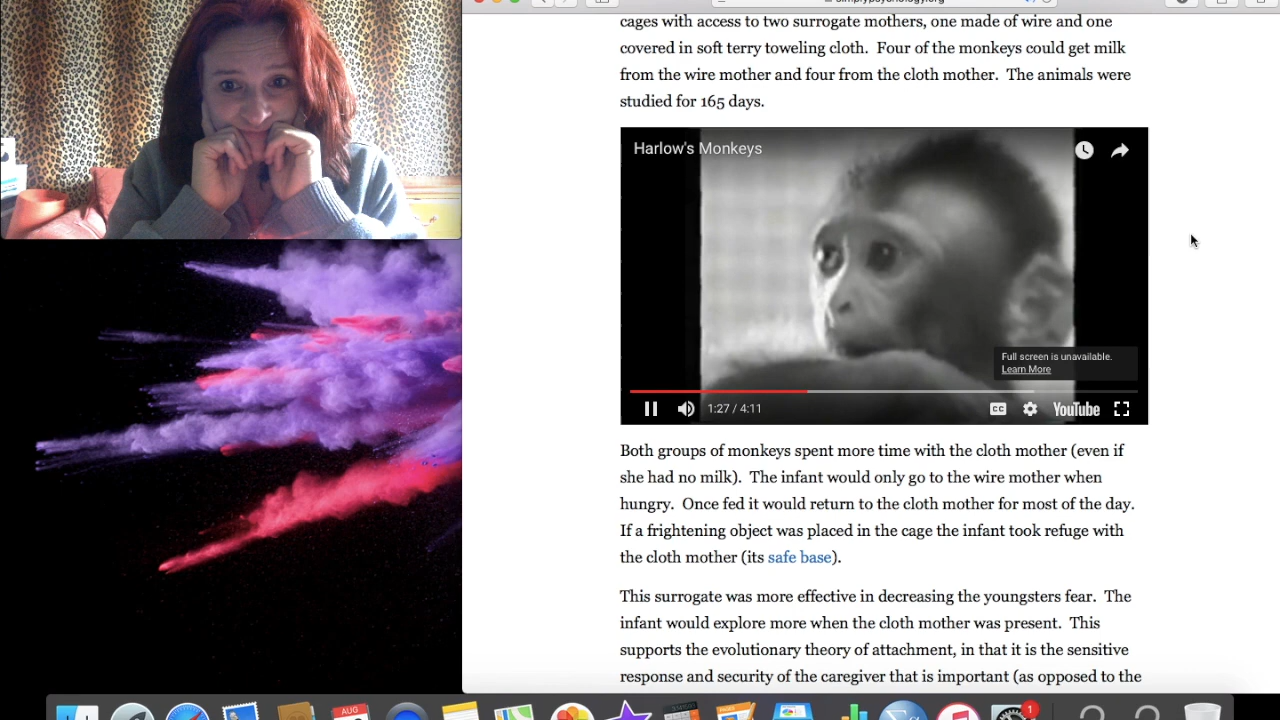 simplypsychology.org
cages with access to two surrogate mothers, one made of wire and one
covered in soft terry toweling cloth.  Four of the monkeys could get milk
from the wire mother and four from the cloth mother.  The animals were
studied for 165 days.
Harlow's Monkeys
Full screen is unavailable.
Learn More
1:27 / 4:11
CC
YouTube
Both groups of monkeys spent more time with the cloth mother (even if
she had no milk).  The infant would only go to the wire mother when
hungry.  Once fed it would return to the cloth mother for most of the day.
If a frightening object was placed in the cage the infant took refuge with
the cloth mother (its safe base).
This surrogate was more effective in decreasing the youngsters fear.  The
infant would explore more when the cloth mother was present.  This
supports the evolutionary theory of attachment, in that it is the sensitive
response and security of the caregiver that is important (as opposed to the
AUG
1